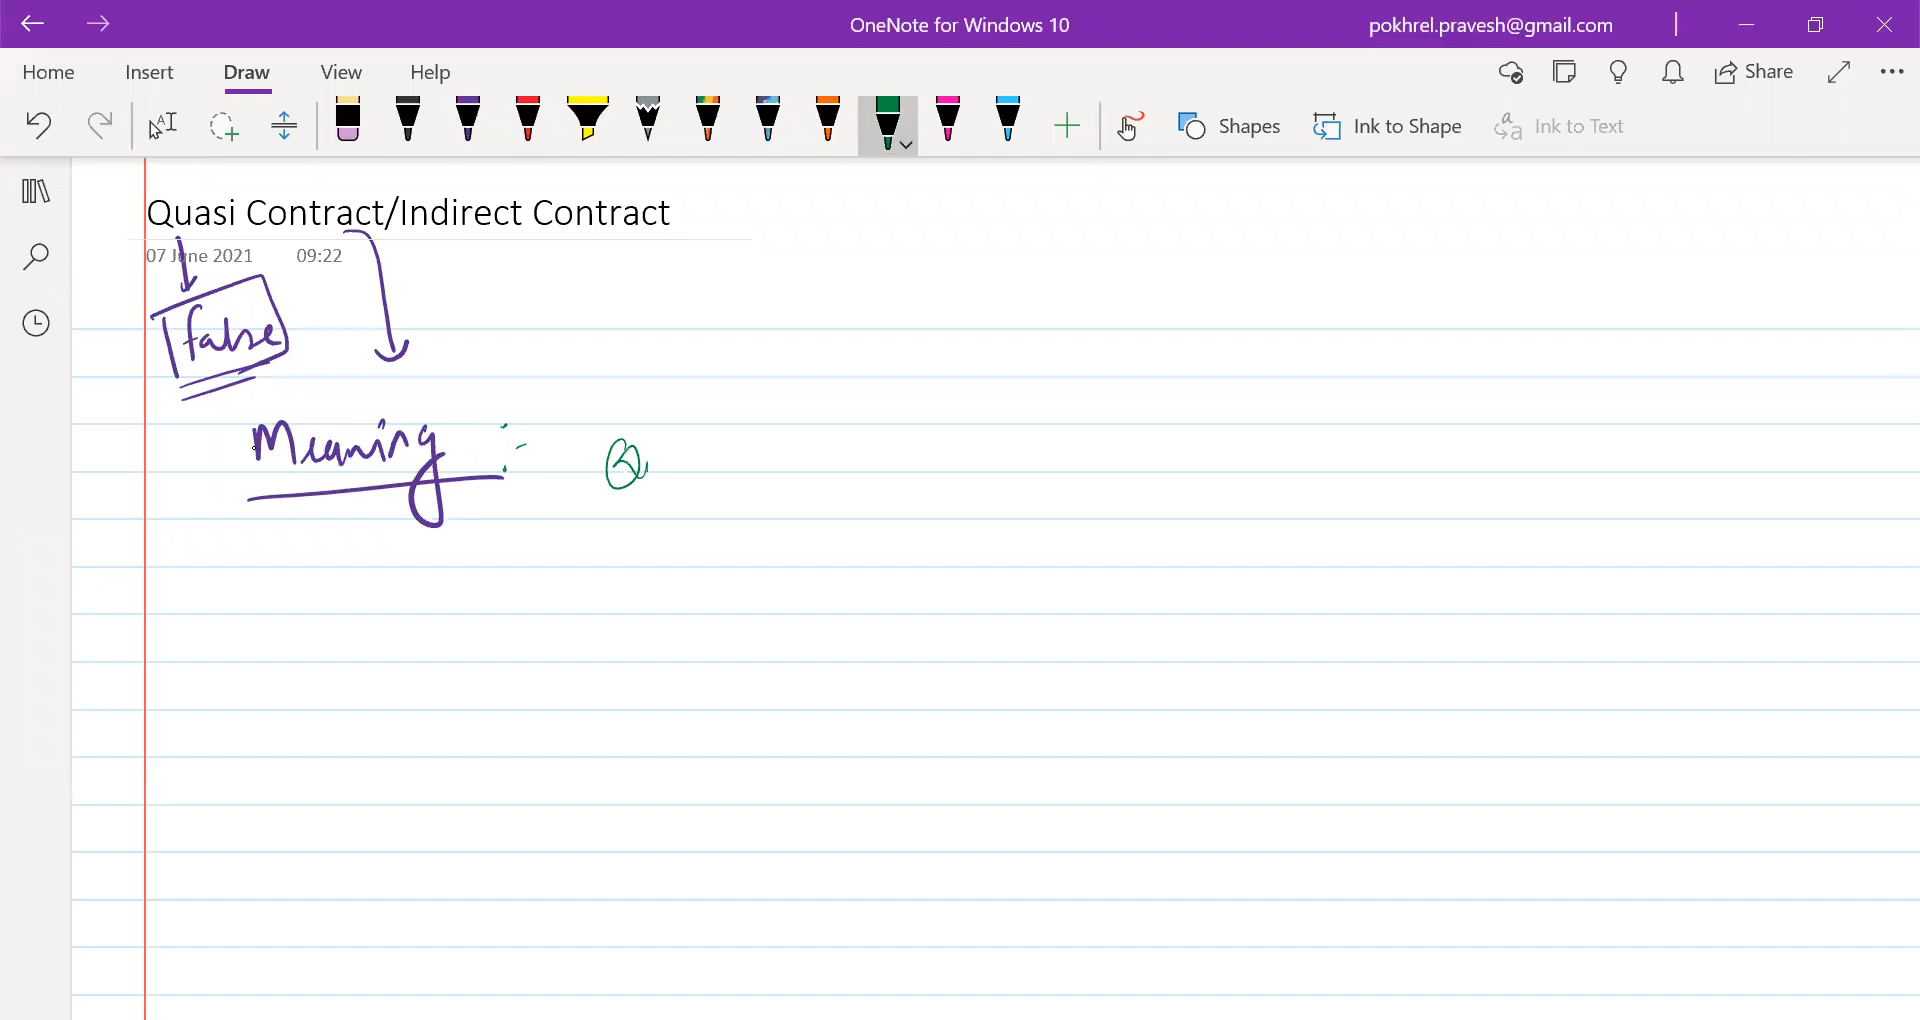 OneNote for Windows 10
pokhrel.pravesh@gmail.com
Home Insert Draw View Help
Share
Shapes Ink to Shape Ink to Text
Quasi Contract/Indirect Contract
07 June 2021 09:22
false
Meaning :-